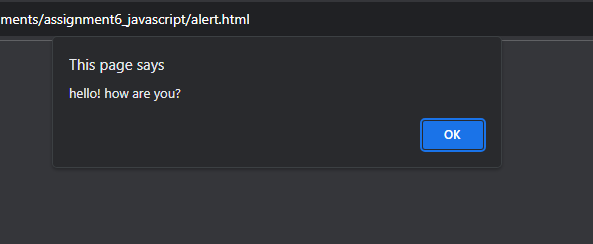 ments/assignment6_javascript/alert.html
This page says
hello! how are you?
OK